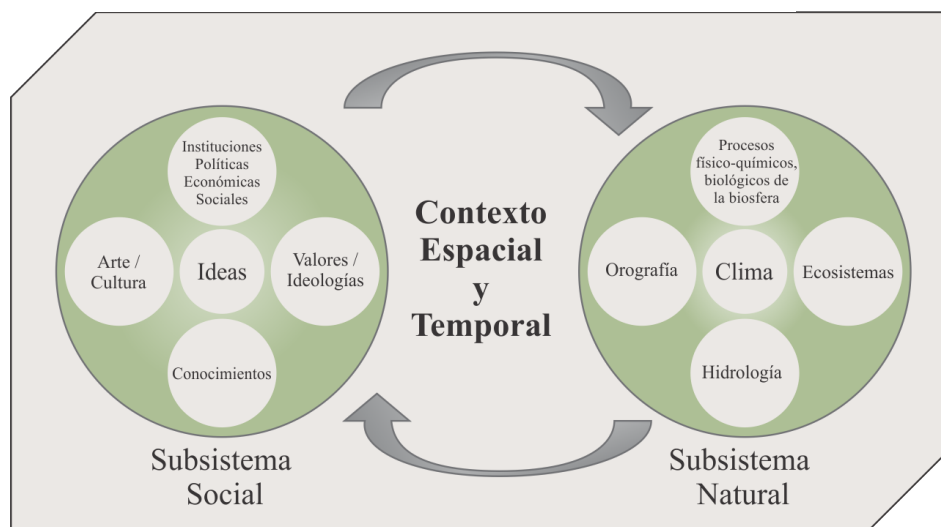 Instituciones
Políticas
Económicas
Sociales
Arte /
Cultura
Ideas
Valores /
Ideologías
Conocimientos
Subsistema
Social
Contexto
Espacial
y
Temporal
Procesos
físico-químicos,
biológicos de
la biosfera
Orografía
Clima
Ecosistemas
Hidrología
Subsistema
Natural